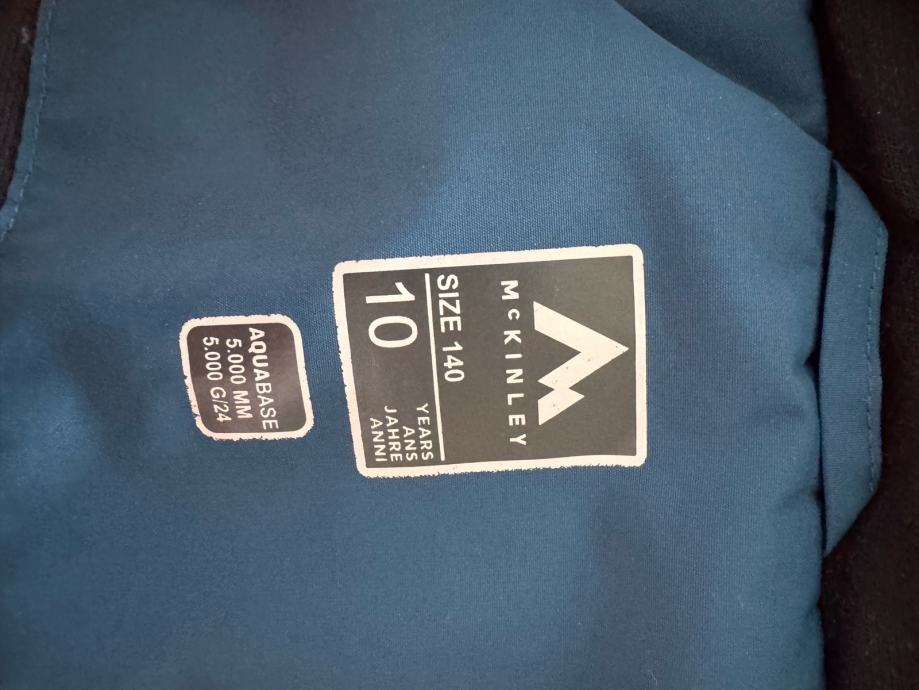 McKINLEY
SIZE 140
10
YEARS
ANS
JAHRE
ANNI
AQUABASE
5.000 MM
5.000 G/24